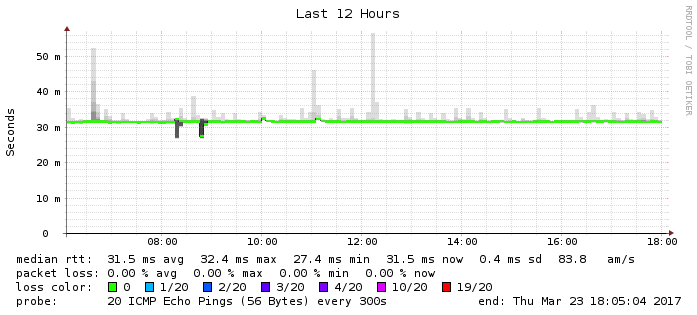 Last 12 Hours
RRDTOOL / TOBI OETIKER
Seconds
50 m
40 m
30 m
20 m
10 m
0
08:00 10:00 12:00 14:00 16:00 18:00
median rtt: 31.5 ms avg 32.4 ms max 27.4 ms min 31.5 ms now 0.4 ms sd 83.8 am/s
packet loss: 0.00 % avg 0.00 % max 0.00 % min 0.00 % now
loss color: 0 1/20 2/20 3/20 4/20 10/20 19/20
probe: 20 ICMP Echo Pings (56 Bytes) every 300s end: Thu Mar 23 18:05:04 2017